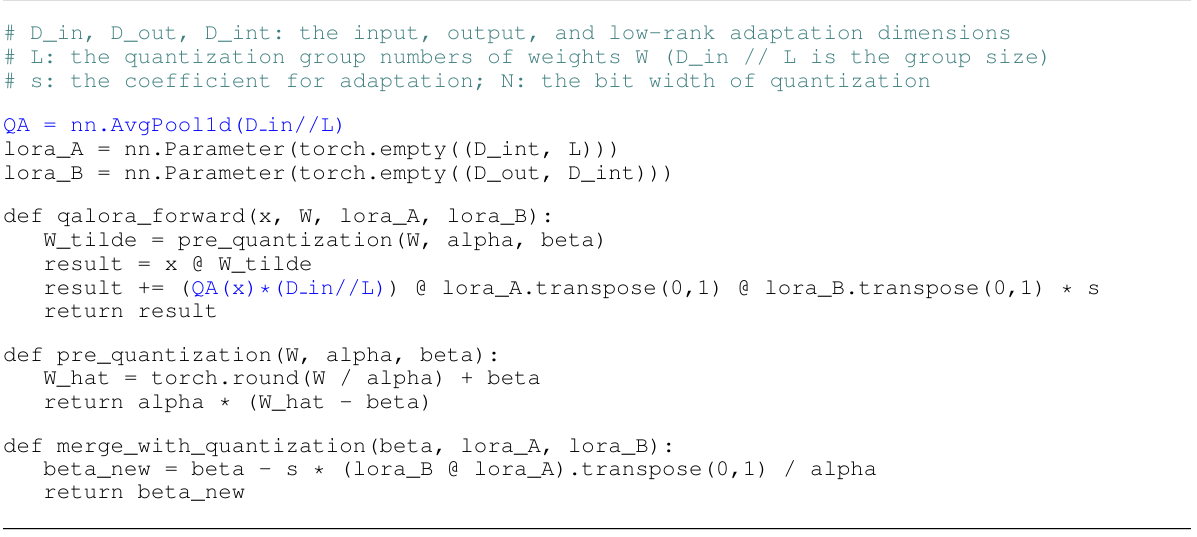 # D_in, D_out, D_int: the input, output, and low-rank adaptation dimensions
# L: the quantization group numbers of weights W (D_in // L is the group size)
# s: the coefficient for adaptation; N: the bit width of quantization
QA = nn.AvgPool1d(D_in//L)
lora_A = nn.Parameter(torch.empty((D_int, L)))
lora_B = nn.Parameter(torch.empty((D_out, D_int)))
def qalora_forward(x, W, lora_A, lora_B):
   W_tilde = pre_quantization(W, alpha, beta)
   result = x @ W_tilde
   result += (QA(x)*(D_in//L)) @ lora_A.transpose(0,1) @ lora_B.transpose(0,1) * s
   return result
def pre_quantization(W, alpha, beta):
   W_hat = torch.round(W / alpha) + beta
   return alpha * (W_hat - beta)
def merge_with_quantization(beta, lora_A, lora_B):
   beta_new = beta - s * (lora_B @ lora_A).transpose(0,1) / alpha
   return beta_new